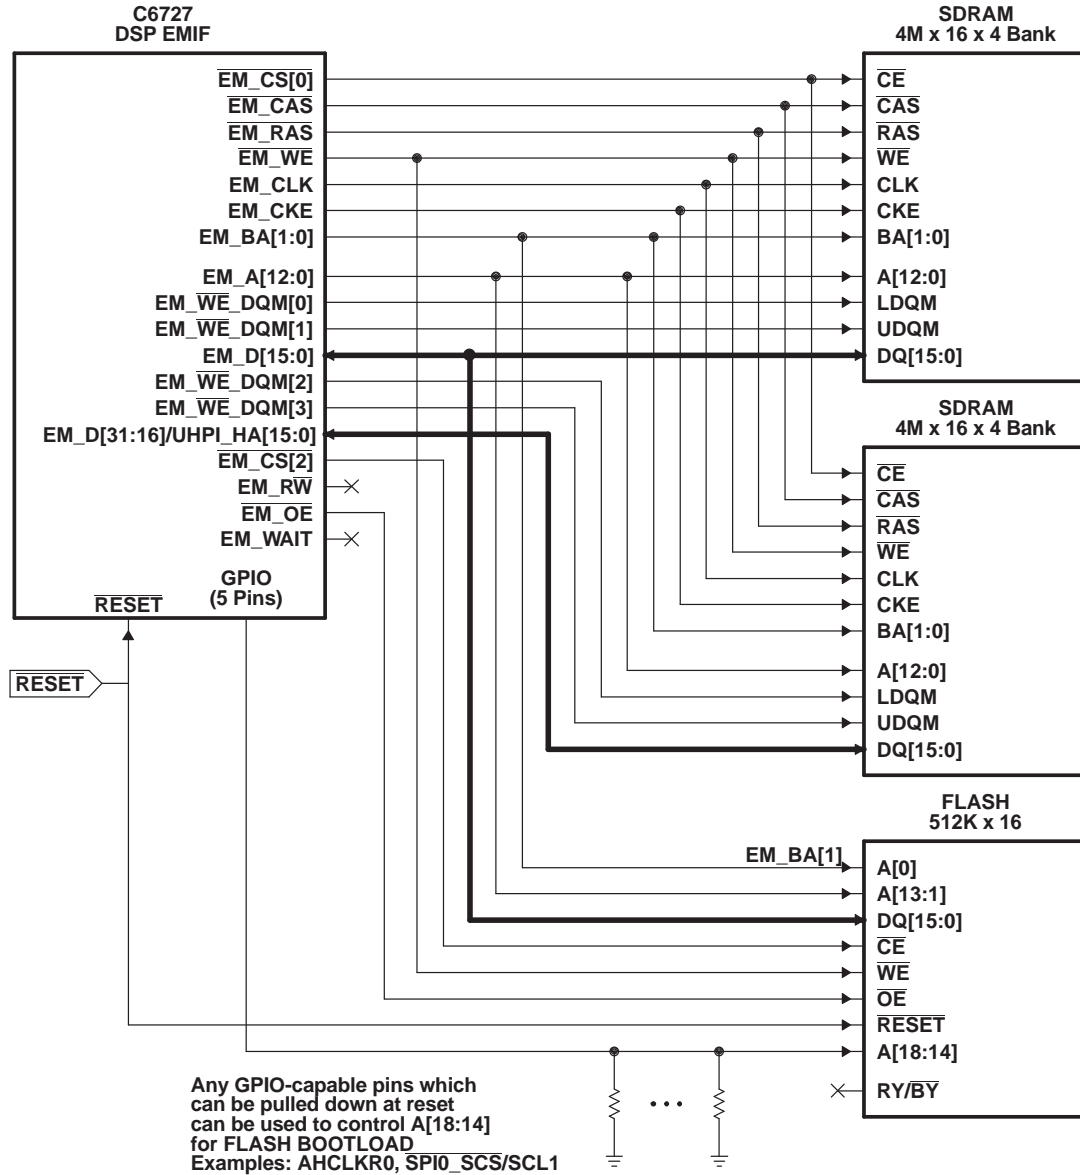 C6727
DSP EMIF
EM_CS[0]
EM_CAS
EM_RAS
EM_WE
EM_CLK
EM_CKE
EM_BA[1:0]
EM_A[12:0]
EM_WE_DQM[0]
EM_WE_DQM[1]
EM_D[15:0]
EM_WE_DQM[2]
EM_WE_DQM[3]
EM_D[31:16]/UHPI_HA[15:0]
EM_CS[2]
EM_RW
EM_OE
EM_WAIT
GPIO
(5 Pins)
RESET
RESET
SDRAM
4M x 16 x 4 Bank
CE
CAS
RAS
WE
CLK
CKE
BA[1:0]
A[12:0]
LDQM
UDQM
DQ[15:0]
SDRAM
4M x 16 x 4 Bank
CE
CAS
RAS
WE
CLK
CKE
BA[1:0]
A[12:0]
LDQM
UDQM
DQ[15:0]
FLASH
512K x 16
EM_BA[1]
A[0]
A[13:1]
DQ[15:0]
CE
WE
OE
RESET
A[18:14]
RY/BY
Any GPIO-capable pins which
can be pulled down at reset
can be used to control A[18:14]
for FLASH BOOTLOAD
Examples: AHCLKR0, SPI0_SCS/SCL1